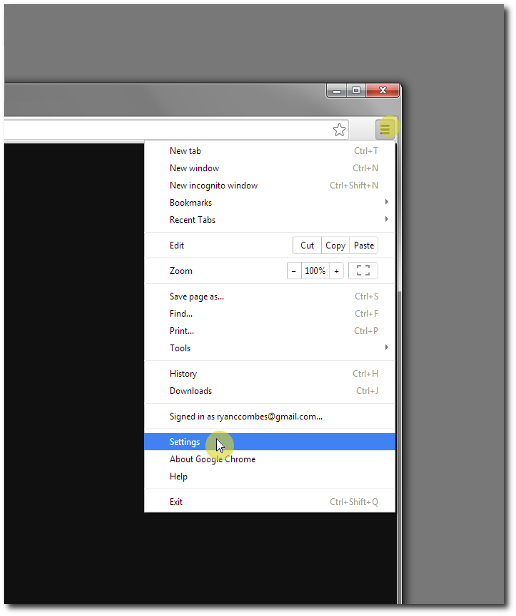 New tab Ctrl+T
New window Ctrl+N
New incognito window Ctrl+Shift+N
Bookmarks
Recent Tabs
Edit Cut Copy Paste
Zoom − 100% +
Save page as... Ctrl+S
Find... Ctrl+F
Print... Ctrl+P
Tools
History Ctrl+H
Downloads Ctrl+J
Signed in as ryanccombes@gmail.com...
Settings
About Google Chrome
Help
Exit Ctrl+Shift+Q